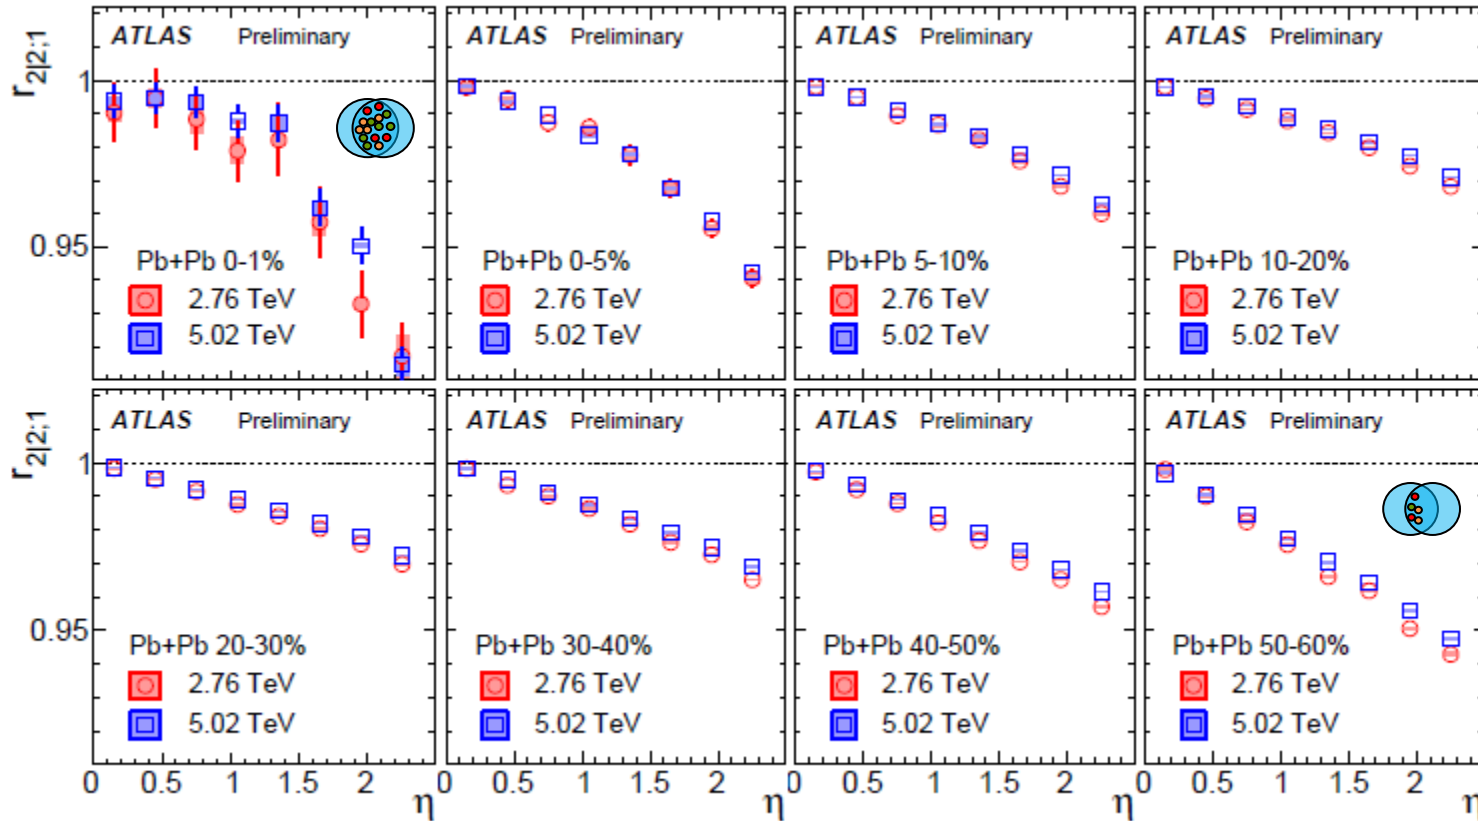 r2|2;1
ATLAS Preliminary
1
0.95
Pb+Pb 0-1%
2.76 TeV
5.02 TeV
ATLAS Preliminary
Pb+Pb 0-5%
2.76 TeV
5.02 TeV
ATLAS Preliminary
Pb+Pb 5-10%
2.76 TeV
5.02 TeV
ATLAS Preliminary
Pb+Pb 10-20%
2.76 TeV
5.02 TeV
r2|2;1
ATLAS Preliminary
1
0.95
Pb+Pb 20-30%
2.76 TeV
5.02 TeV
0 0.5 1 1.5 2
η
ATLAS Preliminary
Pb+Pb 30-40%
2.76 TeV
5.02 TeV
0 0.5 1 1.5 2
η
ATLAS Preliminary
Pb+Pb 40-50%
2.76 TeV
5.02 TeV
0 0.5 1 1.5 2
η
ATLAS Preliminary
Pb+Pb 50-60%
2.76 TeV
5.02 TeV
0 0.5 1 1.5 2
η